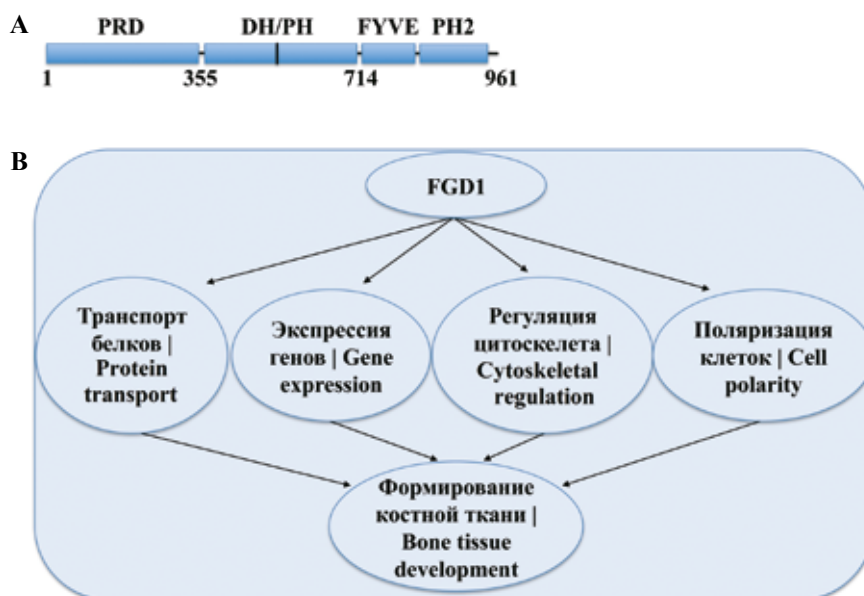 A
PRD DH/PH FYVE PH2
1 355 714 961
B
FGD1
Транспорт
белков |
Protein
transport
Экспрессия
генов | Gene
expression
Регуляция
цитоскелета |
Cytoskeletal
regulation
Поляризация
клеток | Cell
polarity
Формирование
костной ткани |
Bone tissue
development